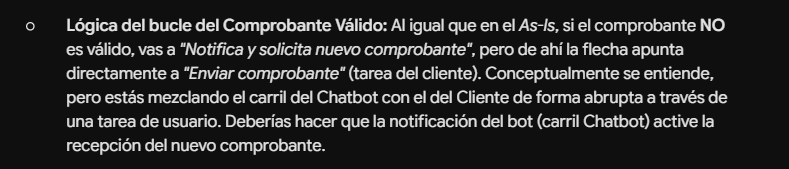 ○ Lógica del bucle del Comprobante Válido: Al igual que en el As-Is, si el comprobante NO
es válido, vas a "Notifica y solicita nuevo comprobante", pero de ahí la flecha apunta
directamente a "Enviar comprobante" (tarea del cliente). Conceptualmente se entiende,
pero estás mezclando el carril del Chatbot con el del Cliente de forma abrupta a través de
una tarea de usuario. Deberías hacer que la notificación del bot (carril Chatbot) active la
recepción del nuevo comprobante.